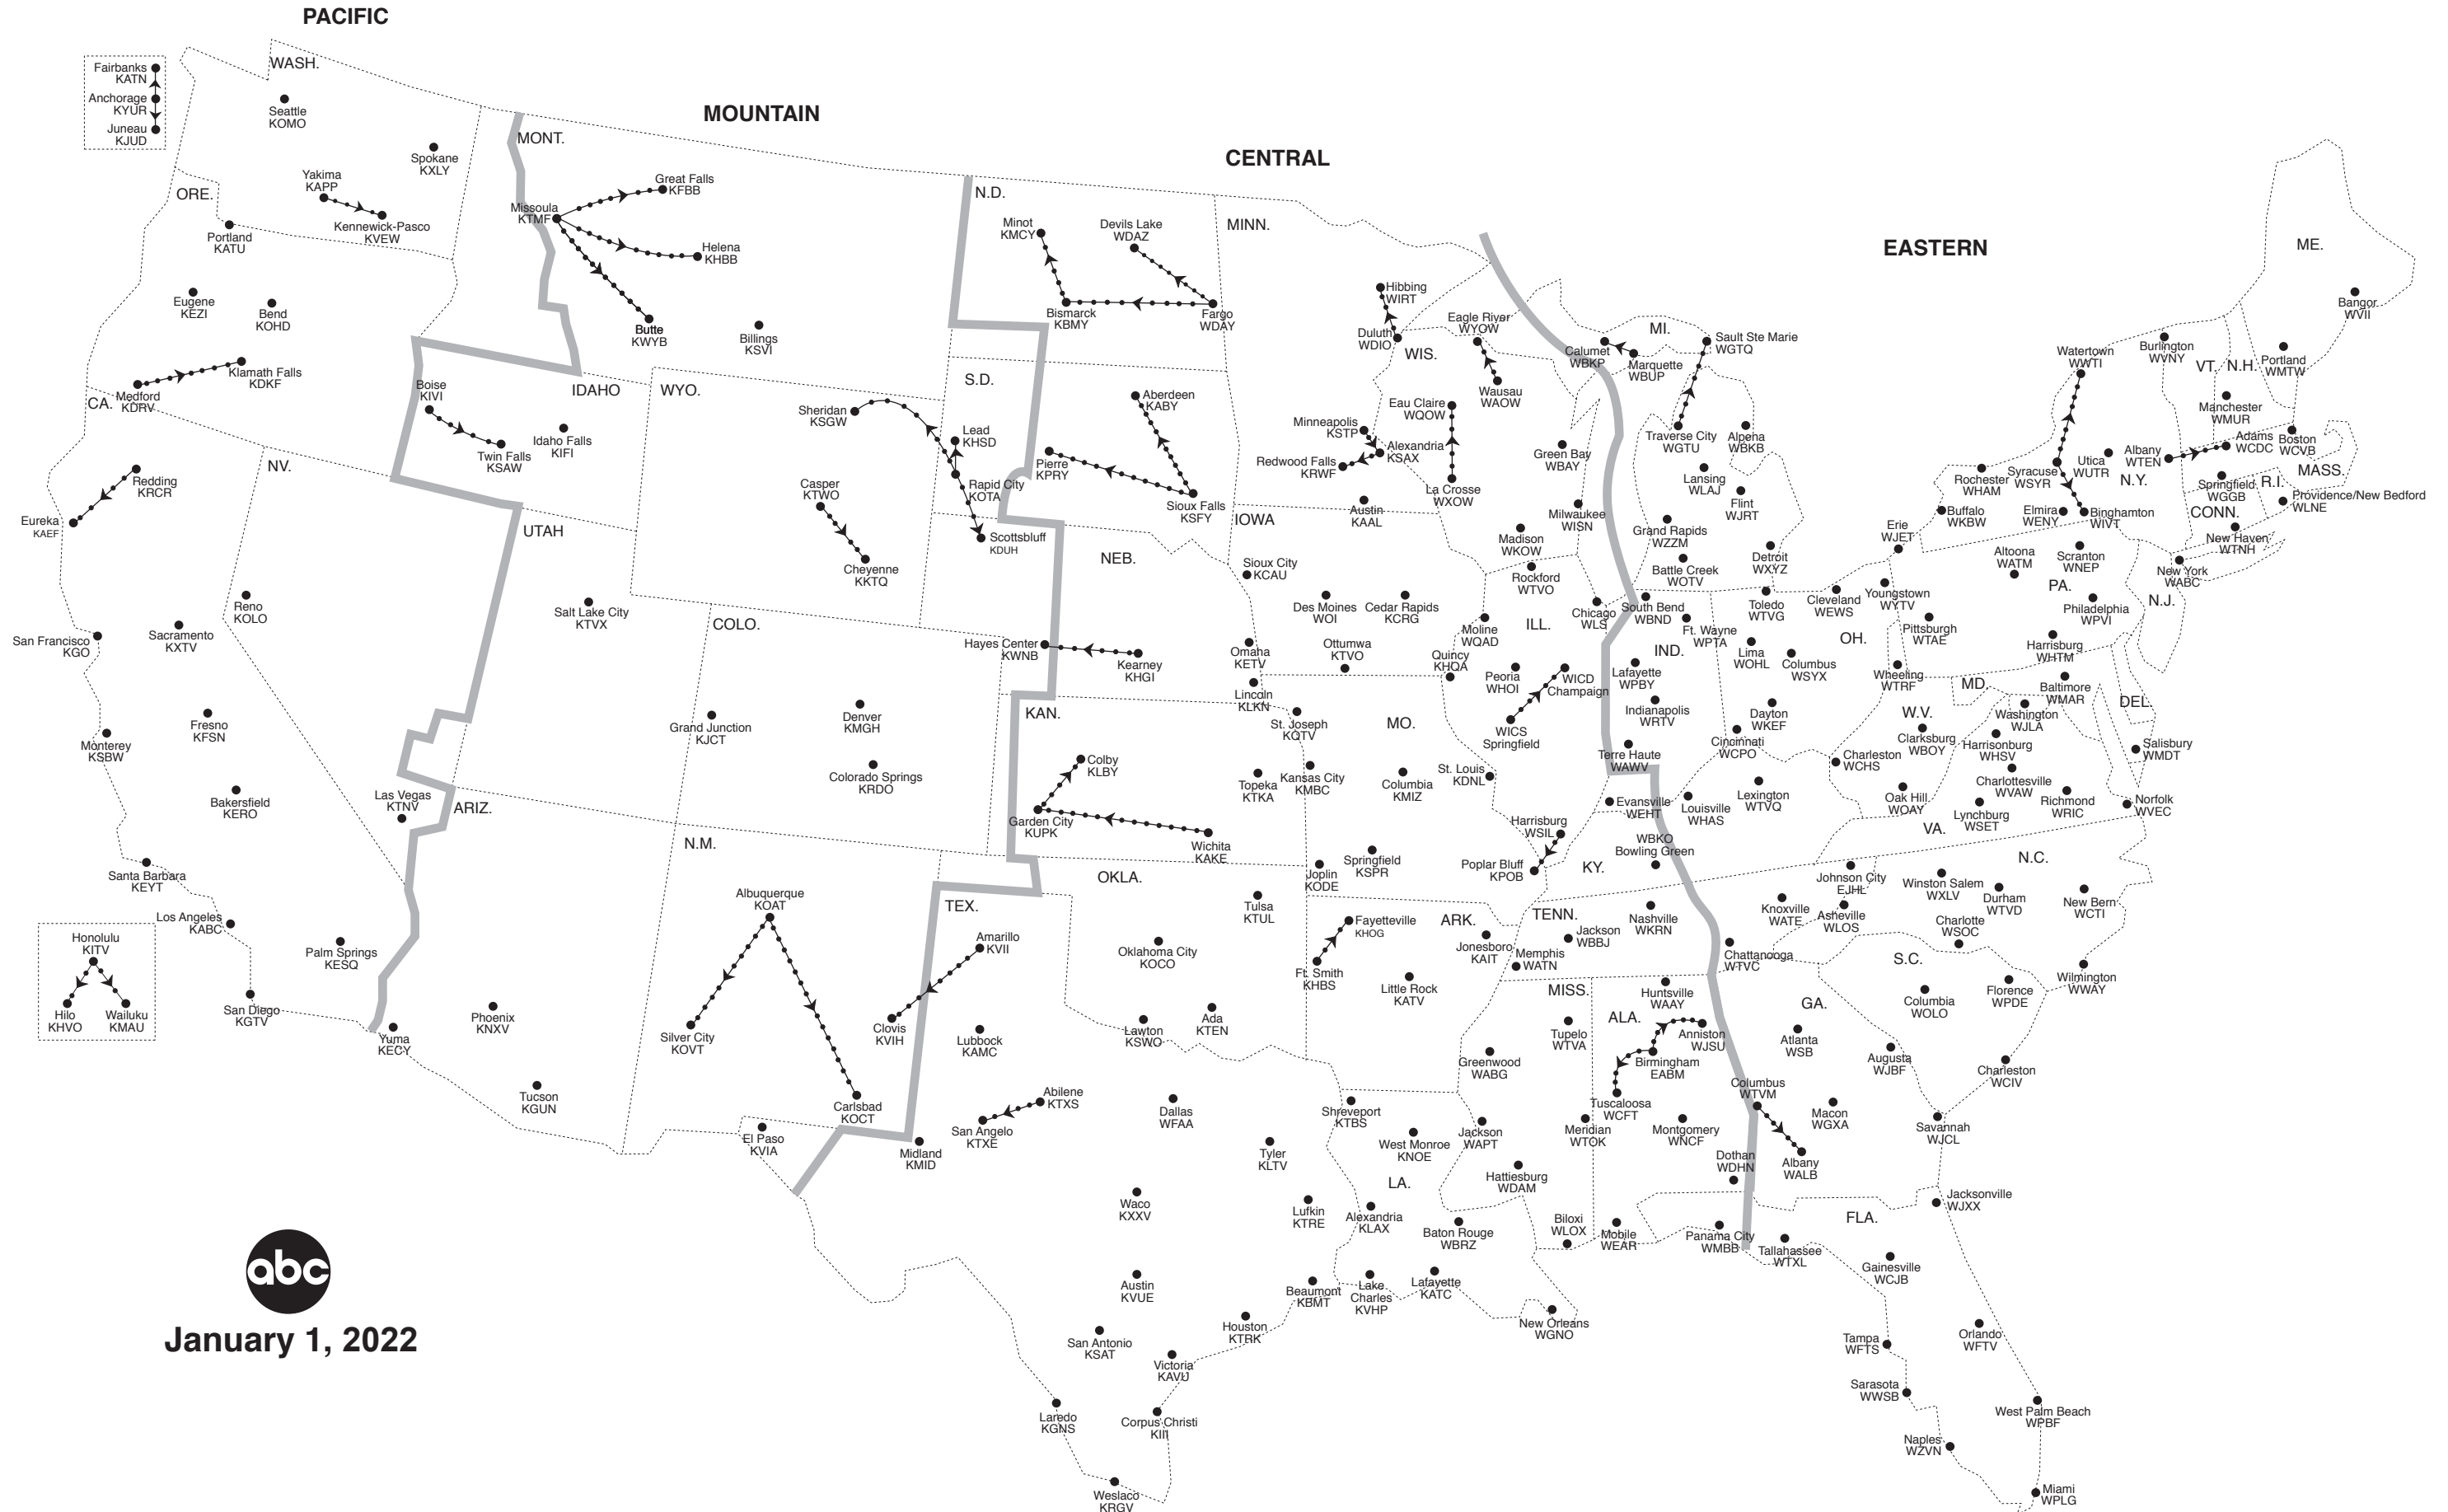 PACIFIC
MOUNTAIN
CENTRAL
EASTERN
Fairbanks
KATN
Anchorage
KYUR
Juneau
KJUD
WASH.
Seattle
KOMO
Spokane
KXLY
Yakima
KAPP
Kennewick-Pasco
KVEW
ORE.
Portland
KATU
Eugene
KEZI
Bend
KOHD
Klamath Falls
KDKF
Medford
KDRV
CA.
Redding
KRCR
Eureka
KAEF
NV.
Reno
KOLO
Sacramento
KXTV
San Francisco
KGO
Fresno
KFSN
Monterey
KSBW
Bakersfield
KERO
Las Vegas
KTNV
Santa Barbara
KEYT
Los Angeles
KABC
Palm Springs
KESQ
San Diego
KGTV
Honolulu
KITV
Hilo
KHVO
Wailuku
KMAU
abc
January 1, 2022
MONT.
Missoula
KTMF
Great Falls
KFBB
Helena
KHBB
Butte
KWYB
Billings
KSVI
IDAHO
Boise
KIVI
Twin Falls
KSAW
Idaho Falls
KIFI
WYO.
Sheridan
KSGW
Casper
KTWO
Cheyenne
KKTQ
UTAH
Salt Lake City
KTVX
COLO.
Grand Junction
KJCT
Denver
KMGH
Colorado Springs
KRDO
ARIZ.
Phoenix
KNXV
Yuma
KECY
Tucson
KGUN
N.M.
Albuquerque
KOAT
Silver City
KOVT
Clovis
KVIH
Carlsbad
KOCT
El Paso
KVIA
N.D.
Minot
KMCY
Devils Lake
WDAZ
Bismarck
KBMY
Fargo
WDAY
S.D.
Lead
KHSD
Rapid City
KOTA
Aberdeen
KABY
Pierre
KPRY
Sioux Falls
KSFY
Scottsbluff
KDUH
NEB.
Hayes Center
KWNB
Kearney
KHGI
Omaha
KETV
Lincoln
KLKN
KAN.
Colby
KLBY
Garden City
KUPK
Wichita
KAKE
Topeka
KTKA
OKLA.
Tulsa
KTUL
Oklahoma City
KOCO
Lawton
KSWO
Ada
KTEN
TEX.
Amarillo
KVII
Lubbock
KAMC
Abilene
KTXS
San Angelo
KTXE
Midland
KMID
Dallas
WFAA
Tyler
KLTV
Waco
KXXV
Lufkin
KTRE
Austin
KVUE
Beaumont
KBMT
Houston
KTRK
San Antonio
KSAT
Victoria
KAVU
Laredo
KGNS
Corpus Christi
KIII
Weslaco
KRGV
MINN.
Hibbing
WIRT
Duluth
WDIO
Minneapolis
KSTP
Alexandria
KSAX
Redwood Falls
KRWF
Austin
KAAL
WIS.
Eagle River
WYOW
Wausau
WAOW
Eau Claire
WQOW
La Crosse
WXOW
Green Bay
WBAY
Milwaukee
WISN
Madison
WKOW
IOWA
Sioux City
KCAU
Des Moines
WOI
Cedar Rapids
KCRG
Ottumwa
KTVO
ILL.
Rockford
WTVO
Chicago
WLS
Moline
WQAD
Quincy
KHQA
Peoria
WHOI
WICD
Champaign
WICS
Springfield
Harrisburg
WSIL
MO.
St. Joseph
KQTV
Kansas City
KMBC
Columbia
KMIZ
St. Louis
KDNL
Joplin
KODE
Springfield
KSPR
Poplar Bluff
KPOB
ARK.
Fayetteville
KHOG
Ft. Smith
KHBS
Jonesboro
KAIT
Little Rock
KATV
LA.
Shreveport
KTBS
West Monroe
KNOE
Alexandria
KLAX
Baton Rouge
WBRZ
Lake
Charles
KVHP
Lafayette
KATC
New Orleans
WGNO
MISS.
Tupelo
WTVA
Greenwood
WABG
Jackson
WAPT
Meridian
WTOK
Hattiesburg
WDAM
Biloxi
WLOX
ALA.
Huntsville
WAAY
Anniston
WJSU
Birmingham
EABM
Tuscaloosa
WCFT
Montgomery
WNCF
Dothan
WDHN
Mobile
WEAR
TENN.
Jackson
WBBJ
Memphis
WATN
Nashville
WKRN
Chattanooga
WTVC
Knoxville
WATE
Johnson City
EJHL
KY.
WBKO
Bowling Green
Louisville
WHAS
Lexington
WTVQ
IND.
South Bend
WBND
Ft. Wayne
WPTA
Lafayette
WPBY
Indianapolis
WRTV
Terre Haute
WAWV
Evansville
WEHT
MI.
Calumet
WBKP
Marquette
WBUP
Sault Ste Marie
WGTQ
Traverse City
WGTU
Alpena
WBKB
Lansing
WLAJ
Flint
WJRT
Grand Rapids
WZZM
Battle Creek
WOTV
Detroit
WXYZ
OH.
Toledo
WTVG
Cleveland
WEWS
Youngstown
WYTV
Lima
WOHL
Columbus
WSYX
Dayton
WKEF
Cincinnati
WCPO
PA.
Erie
WJET
Altoona
WATM
Scranton
WNEP
Pittsburgh
WTAE
Philadelphia
WPVI
Harrisburg
WHTM
W.V.
Wheeling
WTRF
Clarksburg
WBOY
Charleston
WCHS
Oak Hill
WOAY
MD.
Baltimore
WMAR
Washington
WJLA
DEL.
Salisbury
WMDT
VA.
Harrisonburg
WHSV
Charlottesville
WVAW
Lynchburg
WSET
Richmond
WRIC
Norfolk
WVEC
N.C.
Winston Salem
WXLV
Durham
WTVD
New Bern
WCTI
Asheville
WLOS
Charlotte
WSOC
Wilmington
WWAY
S.C.
Columbia
WOLO
Florence
WPDE
Charleston
WCIV
GA.
Atlanta
WSB
Augusta
WJBF
Columbus
WTVM
Macon
WGXA
Savannah
WJCL
Albany
WALB
FLA.
Panama City
WMBB
Tallahassee
WTXL
Jacksonville
WJXX
Gainesville
WCJB
Orlando
WFTV
Tampa
WFTS
Sarasota
WWSB
West Palm Beach
WPBF
Naples
WZVN
Miami
WPLG
N.Y.
Watertown
WWTI
Syracuse
WSYR
Utica
WUTR
Rochester
WHAM
Buffalo
WKBW
Elmira
WENY
Binghamton
WIVT
Albany
WTEN
New York
WABC
N.J.
CONN.
New Haven
WTNH
R.I.
Providence/New Bedford
WLNE
MASS.
Adams
WCDC
Boston
WCVB
Springfield
WGGB
VT.
Burlington
WVNY
N.H.
Manchester
WMUR
ME.
Bangor
WVII
Portland
WMTW